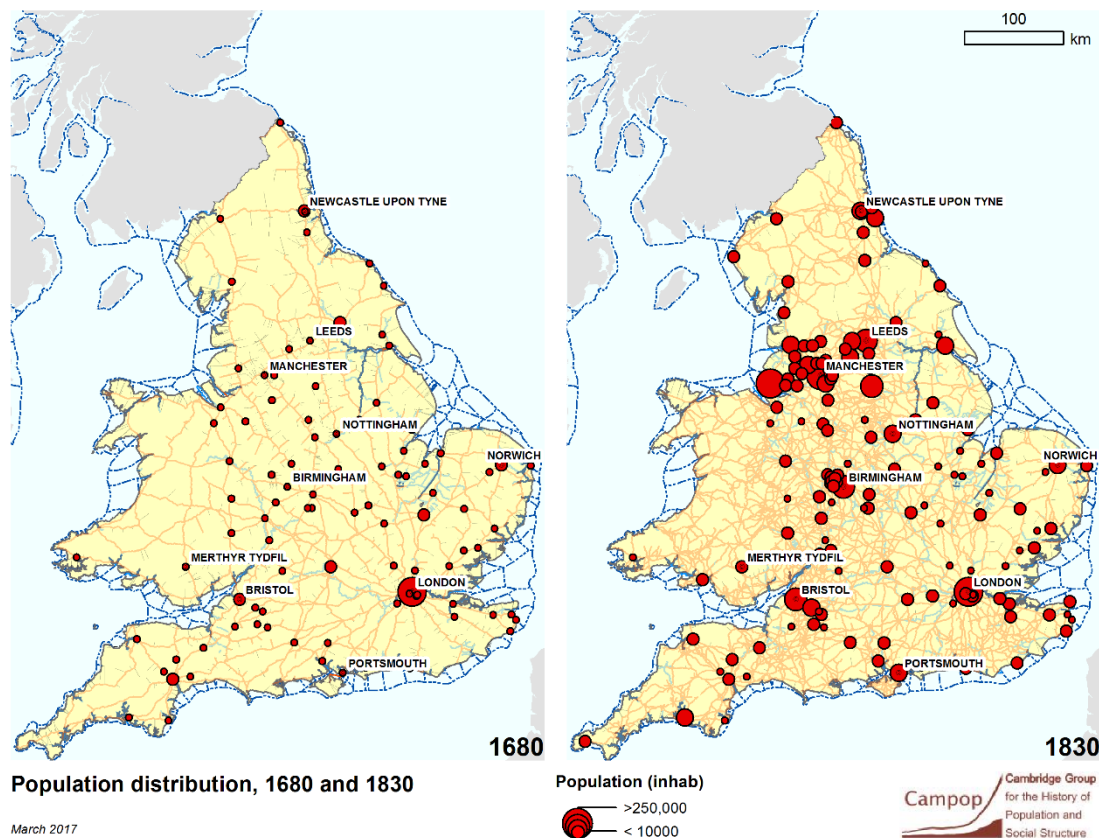 NEWCASTLE UPON TYNE
LEEDS
MANCHESTER
NOTTINGHAM
NORWICH
BIRMINGHAM
MERTHYR TYDFIL
LONDON
BRISTOL
PORTSMOUTH
1680
100
km
NEWCASTLE UPON TYNE
LEEDS
MANCHESTER
NOTTINGHAM
NORWICH
BIRMINGHAM
MERTHYR TYDFIL
LONDON
BRISTOL
PORTSMOUTH
1830
Population distribution, 1680 and 1830
March 2017
Population (inhab)
>250,000
< 10000
Campop
Cambridge Group
for the History of
Population and
Social Structure